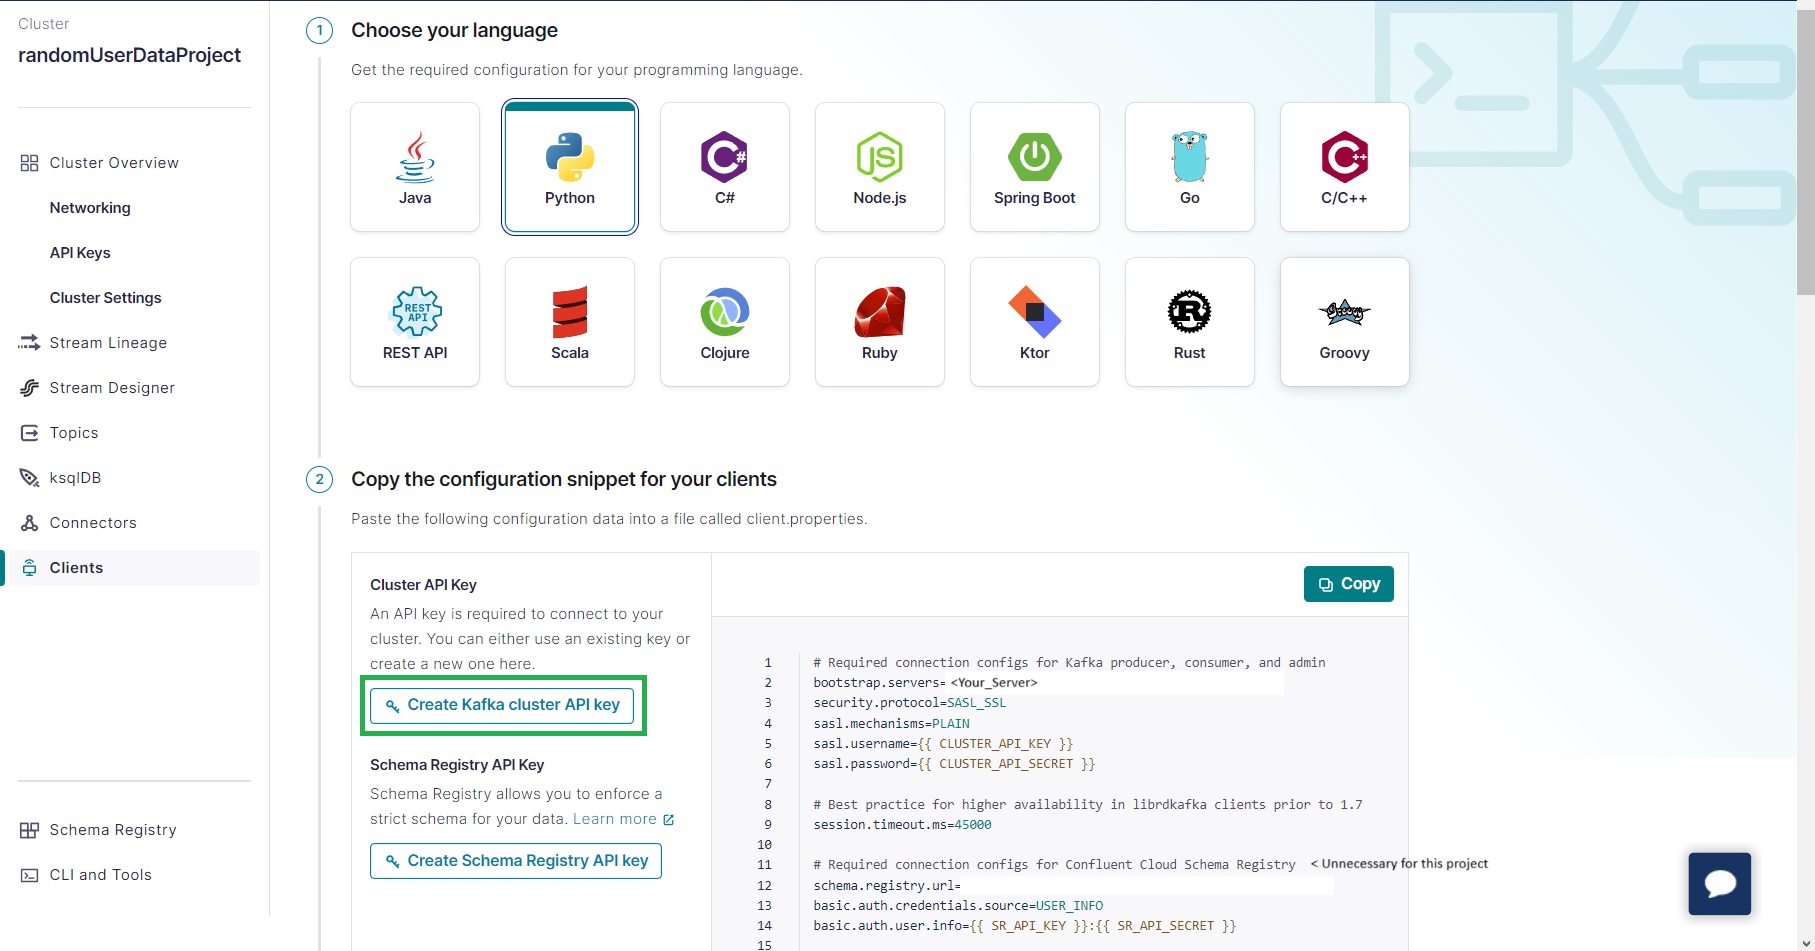 Cluster
randomUserDataProject
Cluster Overview
Networking
API Keys
Cluster Settings
Stream Lineage
Stream Designer
Topics
ksqlDB
Connectors
Clients
Schema Registry
CLI and Tools
1 Choose your language
Get the required configuration for your programming language.
Java
Python
C#
Node.js
Spring Boot
Go
C/C++
REST API
Scala
Clojure
Ruby
Ktor
Rust
Groovy
2 Copy the configuration snippet for your clients
Paste the following configuration data into a file called client.properties.
Cluster API Key
An API key is required to connect to your
cluster. You can either use an existing key or
create a new one here.
Create Kafka cluster API key
Schema Registry API Key
Schema Registry allows you to enforce a
strict schema for your data. Learn more
Create Schema Registry API key
Copy
1 # Required connection configs for Kafka producer, consumer, and admin
2 bootstrap.servers= <Your_Server>
3 security.protocol=SASL_SSL
4 sasl.mechanisms=PLAIN
5 sasl.username={{ CLUSTER_API_KEY }}
6 sasl.password={{ CLUSTER_API_SECRET }}
7
8 # Best practice for higher availability in librdkafka clients prior to 1.7
9 session.timeout.ms=45000
10
11 # Required connection configs for Confluent Cloud Schema Registry < Unnecessary for this project
12 schema.registry.url=
13 basic.auth.credentials.source=USER_INFO
14 basic.auth.user.info={{ SR_API_KEY }}:{{ SR_API_SECRET }}
15